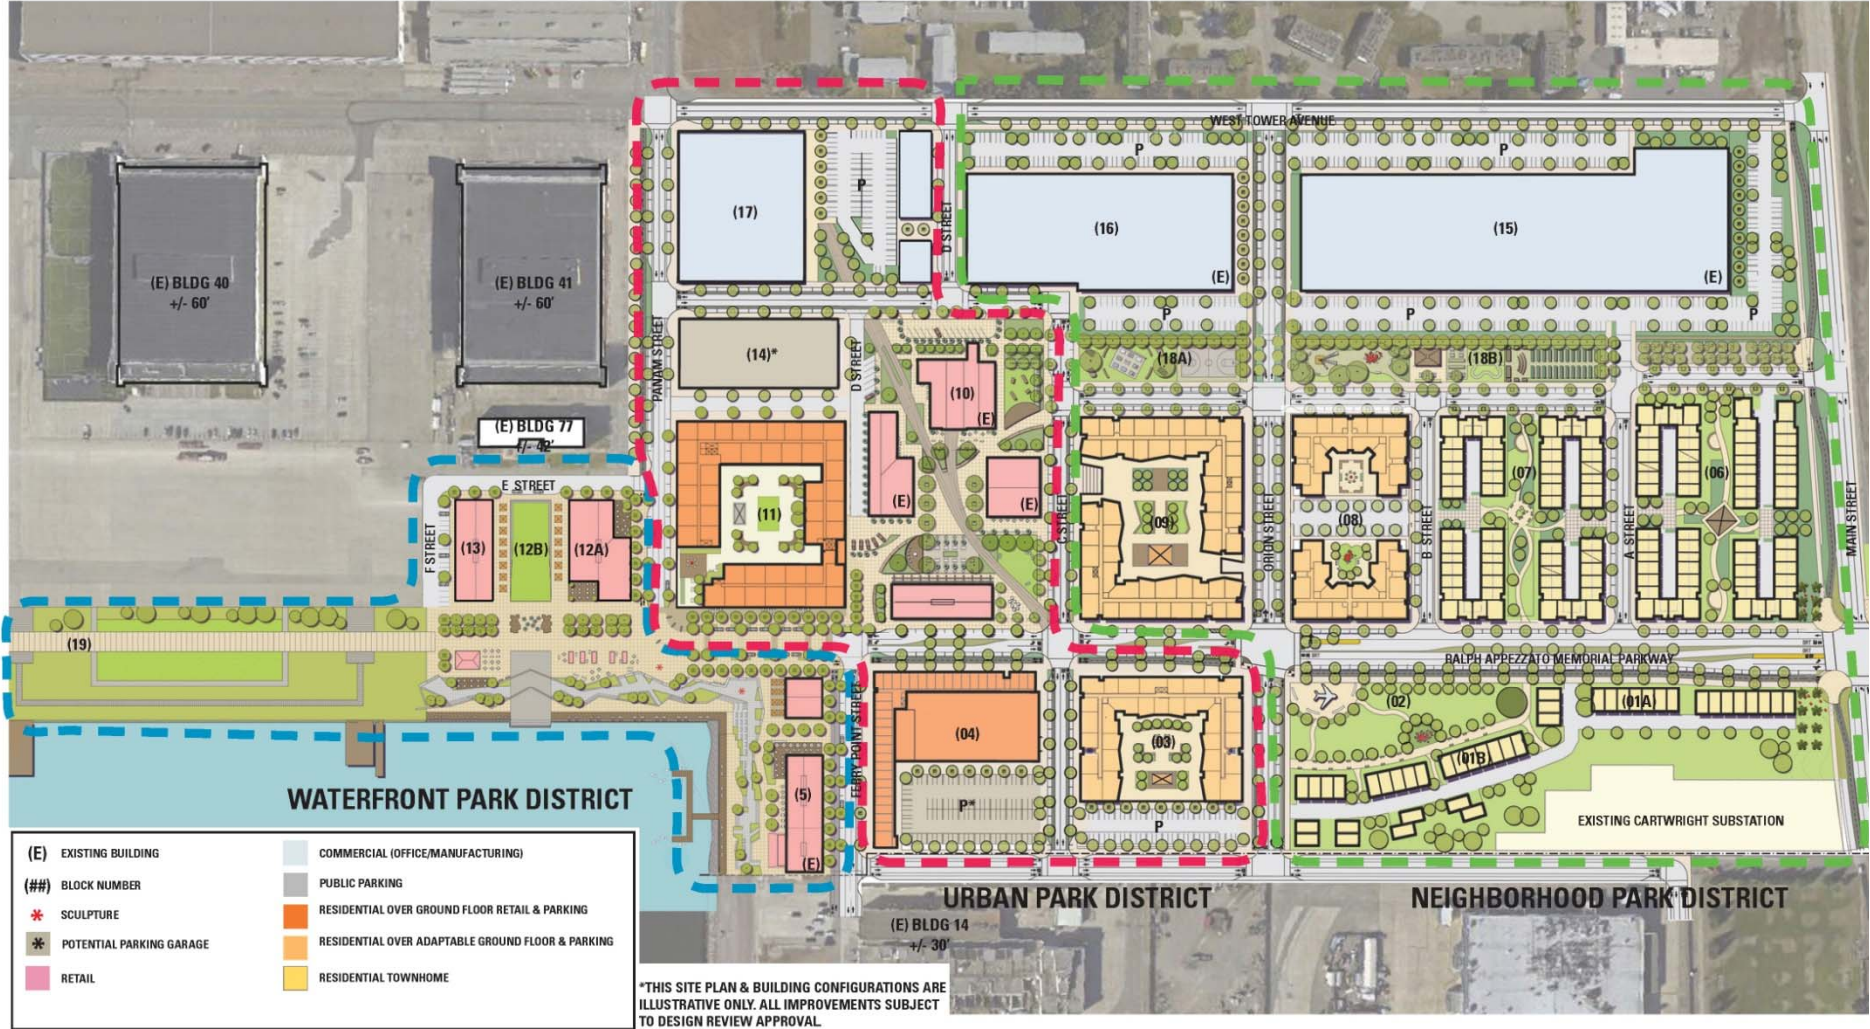 WEST TOWER AVENUE
P
P
P
(17)
(16)
(15)
D STREET
(E)
(E)
(E) BLDG 40
+/- 60'
(E) BLDG 41
+/- 60'
P
P
P
PANAM STREET
(14)*
D STREET
(18A)
(18B)
(10)
(E)
(E) BLDG 77
+/- 42'
E STREET
(11)
(E)
(E)
C STREET
(09)
ORION STREET
(08)
B STREET
(07)
A STREET
(06)
MAIN STREET
F STREET
(13)
(12B)
(12A)
(19)
RALPH APPEZZATO MEMORIAL PARKWAY
FERRY POINT STREET
(02)
(01A)
(04)
(03)
(01B)
(5)
P*
P
(E)
WATERFRONT PARK DISTRICT
EXISTING CARTWRIGHT SUBSTATION
URBAN PARK DISTRICT
NEIGHBORHOOD PARK DISTRICT
(E) BLDG 14
+/- 30'
(E) EXISTING BUILDING
(##) BLOCK NUMBER
* SCULPTURE
* POTENTIAL PARKING GARAGE
RETAIL
COMMERCIAL (OFFICE/MANUFACTURING)
PUBLIC PARKING
RESIDENTIAL OVER GROUND FLOOR RETAIL & PARKING
RESIDENTIAL OVER ADAPTABLE GROUND FLOOR & PARKING
RESIDENTIAL TOWNHOME
*THIS SITE PLAN & BUILDING CONFIGURATIONS ARE
ILLUSTRATIVE ONLY. ALL IMPROVEMENTS SUBJECT
TO DESIGN REVIEW APPROVAL